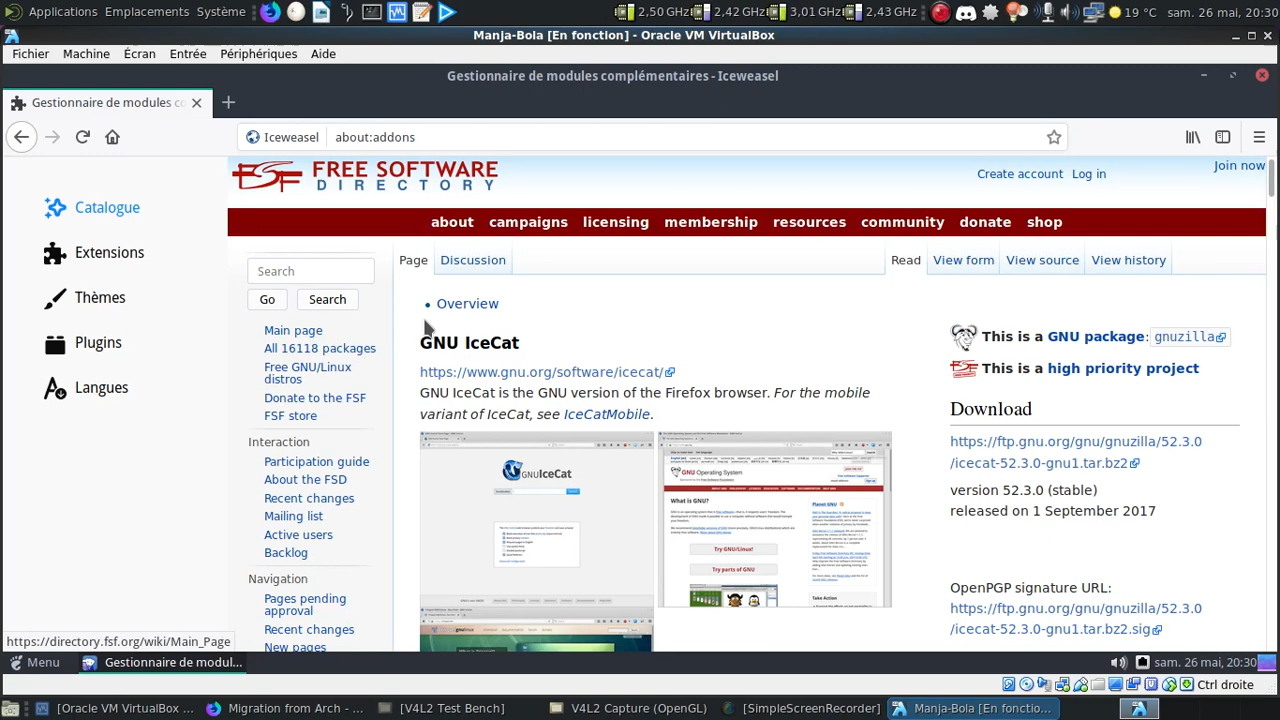 Applications Emplacements Système 2,50 GHz 2,42 GHz 3,01 GHz 2,43 GHz 19 °C sam. 26 mai, 20:30
Manja-Bola [En fonction] - Oracle VM VirtualBox
Fichier Machine Écran Entrée Périphériques Aide
Gestionnaire de modules complémentaires - Iceweasel
Gestionnaire de modules co
Iceweasel about:addons
Catalogue
Extensions
Thèmes
Plugins
Langues
FREE SOFTWARE
DIRECTORY
Create account Log in
Join now
about campaigns licensing membership resources community donate shop
Page Discussion Read View form View source View history
Search
Go Search
Main page
All 16118 packages
Free GNU/Linux
distros
Donate to the FSF
FSF store
Interaction
Participation guide
About the FSD
Recent changes
Mailing list
Active users
Backlog
Navigation
Pages pending
approval
Recent changes
New pages
Overview
GNU IceCat
https://www.gnu.org/software/icecat/
GNU IceCat is the GNU version of the Firefox browser. For the mobile
variant of IceCat, see IceCatMobile.
GNUIceCat
GNU Operating System
What is GNU?
Planet GNU
Try GNU/Linux!
Try parts of GNU
Take Action
This is a GNU package: gnuzilla
This is a high priority project
Download
https://ftp.gnu.org/gnu/gnuzilla/52.3.0
/icecat-52.3.0-gnu1.tar.bz2
version 52.3.0 (stable)
released on 1 September 2017
OpenPGP signature URL:
https://ftp.gnu.org/gnu/gnuzilla/52.3.0
/icecat-52.3.0-gnu1.tar.bz2.sig
https://directory.fsf.org/wiki/Main_Page
Menu Gestionnaire de modul... sam. 26 mai, 20:30
Ctrl droite
[Oracle VM VirtualBox ... Migration from Arch - ... [V4L2 Test Bench] V4L2 Capture (OpenGL) [SimpleScreenRecorder] Manja-Bola [En fonctio...